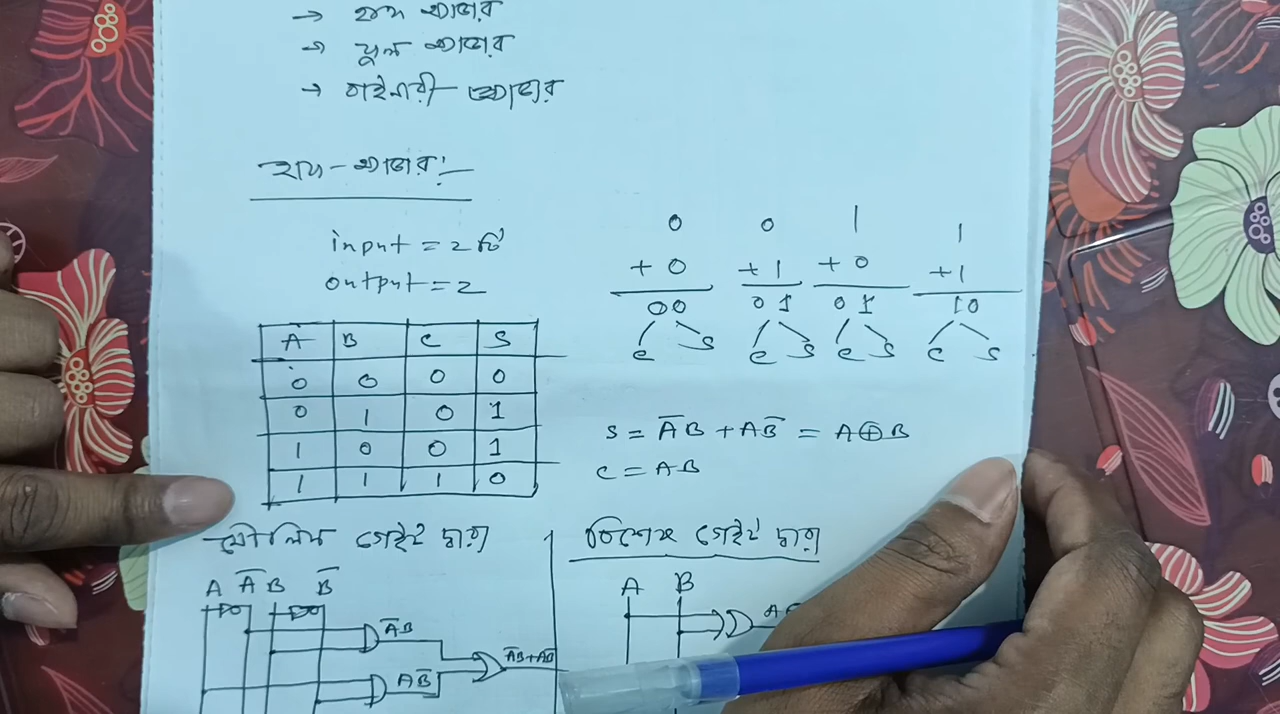 → হাফ অ্যাডার
→ ফুল অ্যাডার
→ বাইনারী অ্যাডার
হাফ-অ্যাডার:-
input = 2টি
output = 2
A B C S
0 0 0 0
0 1 0 1
1 0 0 1
1 1 1 0
0 0 1 1
+ 0 + 1 + 0 + 1
00 01 01 10
C S C S C S C S
S = A̅B + AB̅ = A⊕B
C = AB
মৌলিক গেইট দ্বারা
A A̅ B B̅
A̅B
AB̅
A̅B+AB̅
বিশেষ গেইট দ্বারা
A B